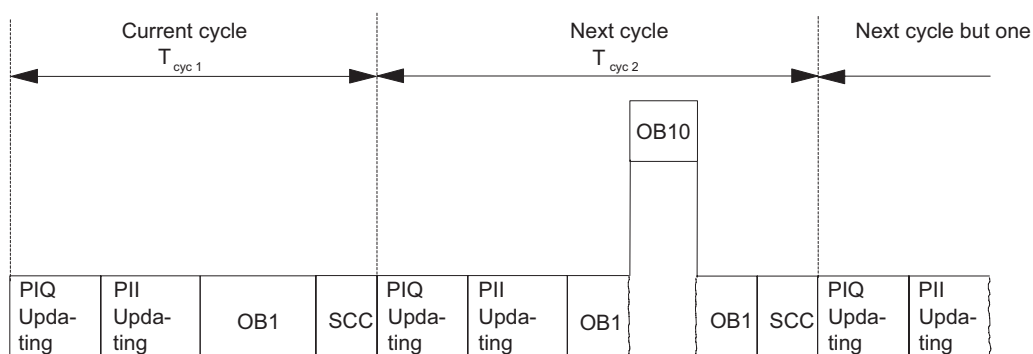 Current cycle
T cyc 1
Next cycle
T cyc 2
Next cycle but one
OB10
PIQ
Upda-
ting
PII
Upda-
ting
OB1
SCC
PIQ
Upda-
ting
PII
Upda-
ting
OB1
OB1
SCC
PIQ
Upda-
ting
PII
Upda-
ting